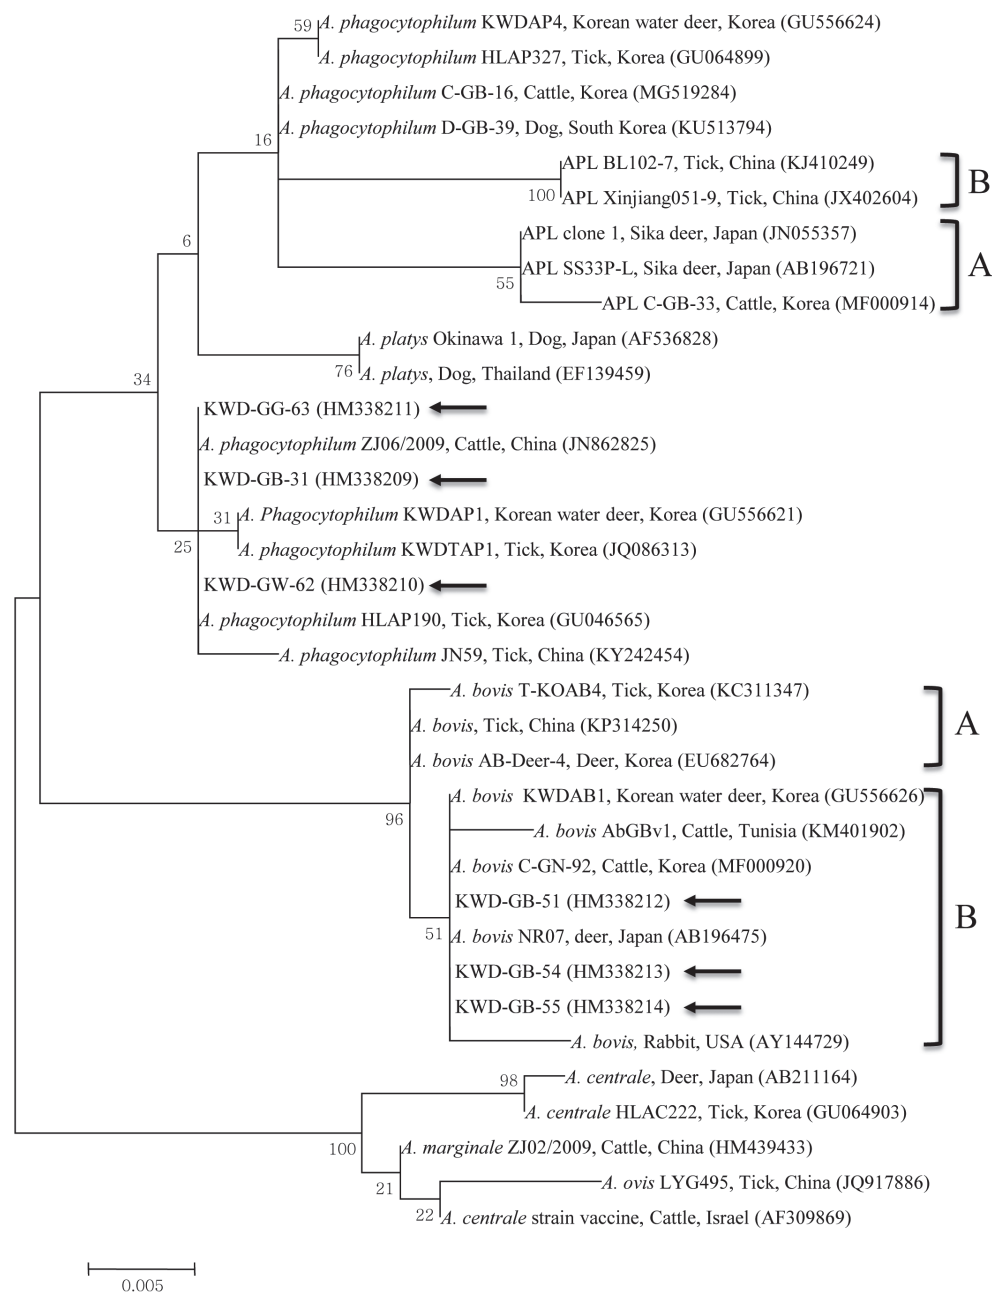 59
A. phagocytophilum KWDAP4, Korean water deer, Korea (GU556624)
A. phagocytophilum HLAP327, Tick, Korea (GU064899)
A. phagocytophilum C-GB-16, Cattle, Korea (MG519284)
A. phagocytophilum D-GB-39, Dog, South Korea (KU513794)
16
APL BL102-7, Tick, China (KJ410249)
B
100
APL Xinjiang051-9, Tick, China (JX402604)
APL clone 1, Sika deer, Japan (JN055357)
6
APL SS33P-L, Sika deer, Japan (AB196721)
A
55
APL C-GB-33, Cattle, Korea (MF000914)
A. platys Okinawa 1, Dog, Japan (AF536828)
76
A. platys, Dog, Thailand (EF139459)
34
KWD-GG-63 (HM338211)
A. phagocytophilum ZJ06/2009, Cattle, China (JN862825)
KWD-GB-31 (HM338209)
31
A. Phagocytophilum KWDAP1, Korean water deer, Korea (GU556621)
25
A. phagocytophilum KWDTAP1, Tick, Korea (JQ086313)
KWD-GW-62 (HM338210)
A. phagocytophilum HLAP190, Tick, Korea (GU046565)
A. phagocytophilum JN59, Tick, China (KY242454)
A. bovis T-KOAB4, Tick, Korea (KC311347)
A. bovis, Tick, China (KP314250)
A
A. bovis AB-Deer-4, Deer, Korea (EU682764)
A. bovis KWDAB1, Korean water deer, Korea (GU556626)
96
A. bovis AbGBv1, Cattle, Tunisia (KM401902)
A. bovis C-GN-92, Cattle, Korea (MF000920)
KWD-GB-51 (HM338212)
B
51
A. bovis NR07, deer, Japan (AB196475)
KWD-GB-54 (HM338213)
KWD-GB-55 (HM338214)
A. bovis, Rabbit, USA (AY144729)
98
A. centrale, Deer, Japan (AB211164)
A. centrale HLAC222, Tick, Korea (GU064903)
100
A. marginale ZJ02/2009, Cattle, China (HM439433)
21
A. ovis LYG495, Tick, China (JQ917886)
22
A. centrale strain vaccine, Cattle, Israel (AF309869)
0.005